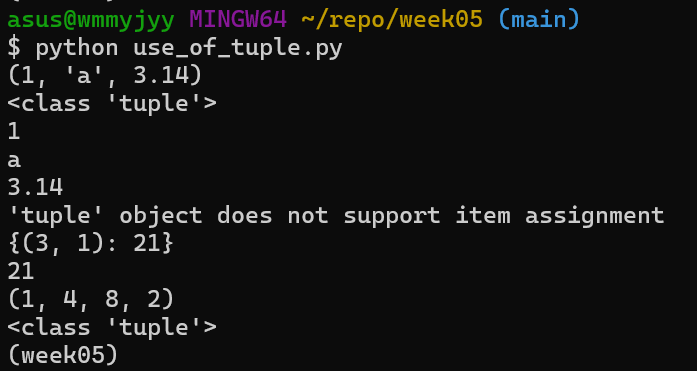 asus@wmmyjyy MINGW64 ~/repo/week05 (main)
$ python use_of_tuple.py
(1, 'a', 3.14)
<class 'tuple'>
1
a
3.14
'tuple' object does not support item assignment
{(3, 1): 21}
21
(1, 4, 8, 2)
<class 'tuple'>
(week05)